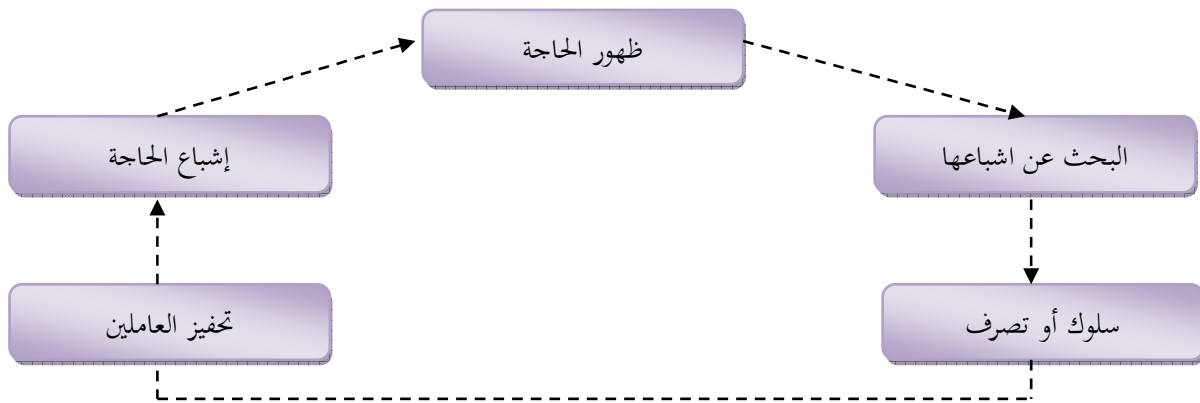 ظهور الحاجة
البحث عن اشباعها
إشباع الحاجة
سلوك أو تصرف
تحفيز العاملين